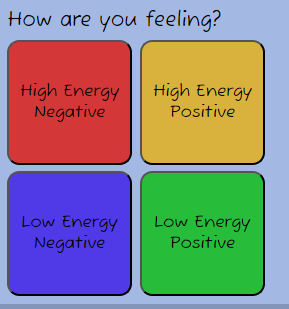 How are you feeling?
High Energy
Negative
High Energy
Positive
Low Energy
Negative
Low Energy
Positive